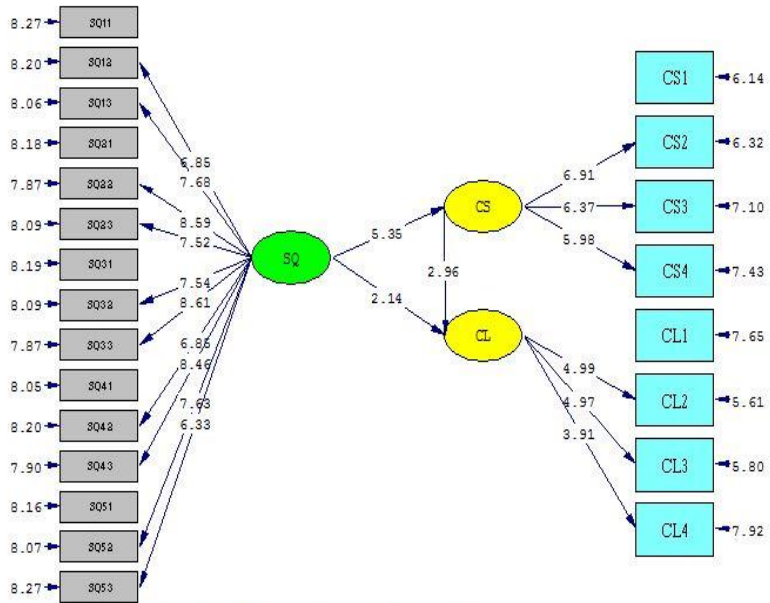 8.27 SQ11
8.20 SQ12
8.06 SQ13
8.18 SQ21
7.87 SQ22
8.09 SQ23
8.19 SQ31
8.09 SQ32
7.87 SQ33
8.05 SQ41
8.20 SQ42
7.90 SQ43
8.16 SQ51
8.07 SQ52
8.27 SQ53
6.85
7.68
8.59
7.52
7.54
8.61
6.85
8.46
7.63
6.33
SQ
5.35
2.14
CS
2.96
CL
6.91
6.37
5.98
4.99
4.97
3.91
CS1 6.14
CS2 6.32
CS3 7.10
CS4 7.43
CL1 7.65
CL2 5.61
CL3 5.80
CL4 7.92